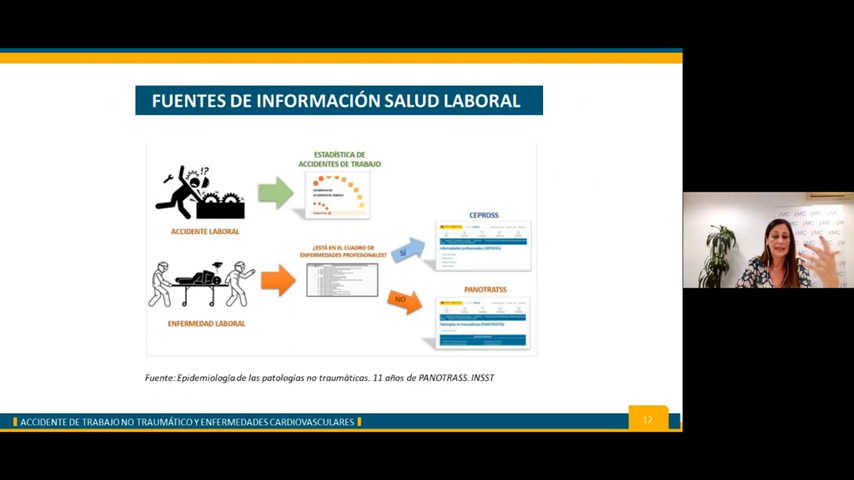 FUENTES DE INFORMACIÓN SALUD LABORAL
!?
ACCIDENTE LABORAL
ESTADÍSTICA DE
ACCIDENTES DE TRABAJO
ENFERMEDAD LABORAL
¿ESTÁ EN EL CUADRO DE
ENFERMEDADES PROFESIONALES?
SÍ
NO
CEPROSS
PANOTRATSS
Fuente: Epidemiología de las patologías no traumáticas. 11 años de PANOTRASS. INSST
ACCIDENTE DE TRABAJO NO TRAUMÁTICO Y ENFERMEDADES CARDIOVASCULARES
12